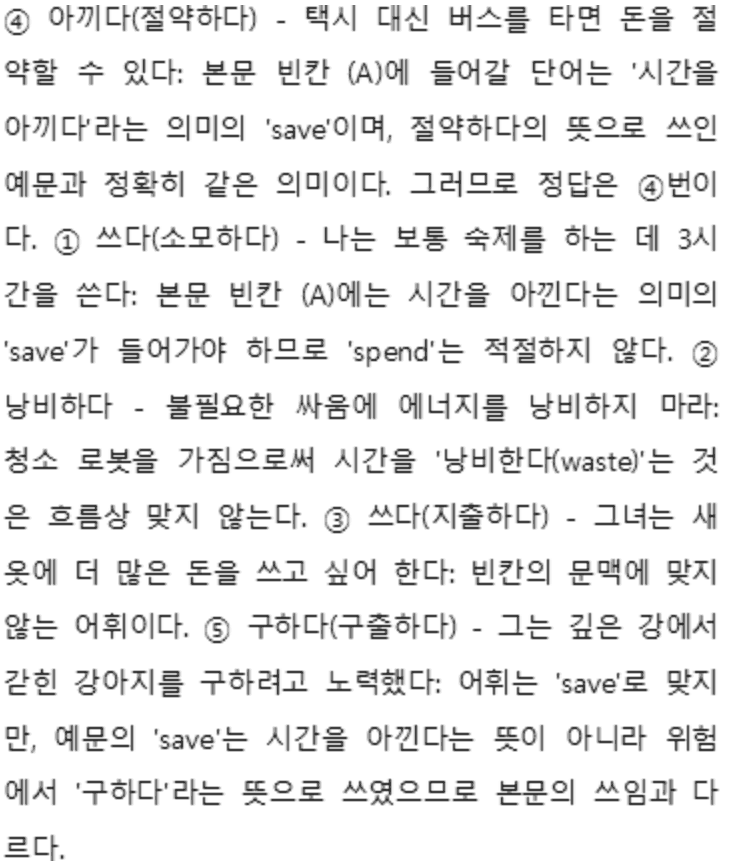 ④ 아끼다(절약하다) - 택시 대신 버스를 타면 돈을 절
약할 수 있다: 본문 빈칸 (A)에 들어갈 단어는 '시간을
아끼다'라는 의미의 'save'이며, 절약하다의 뜻으로 쓰인
예문과 정확히 같은 의미이다. 그러므로 정답은 ④번이
다. ① 쓰다(소모하다) - 나는 보통 숙제를 하는 데 3시
간을 쓴다: 본문 빈칸 (A)에는 시간을 아낀다는 의미의
'save'가 들어가야 하므로 'spend'는 적절하지 않다. ②
낭비하다 - 불필요한 싸움에 에너지를 낭비하지 마라:
청소 로봇을 가짐으로써 시간을 '낭비한다(waste)'는 것
은 흐름상 맞지 않는다. ③ 쓰다(지출하다) - 그녀는 새
옷에 더 많은 돈을 쓰고 싶어 한다: 빈칸의 문맥에 맞지
않는 어휘이다. ⑤ 구하다(구출하다) - 그는 깊은 강에서
갇힌 강아지를 구하려고 노력했다: 어휘는 'save'로 맞지
만, 예문의 'save'는 시간을 아낀다는 뜻이 아니라 위험
에서 '구하다'라는 뜻으로 쓰였으므로 본문의 쓰임과 다
르다.